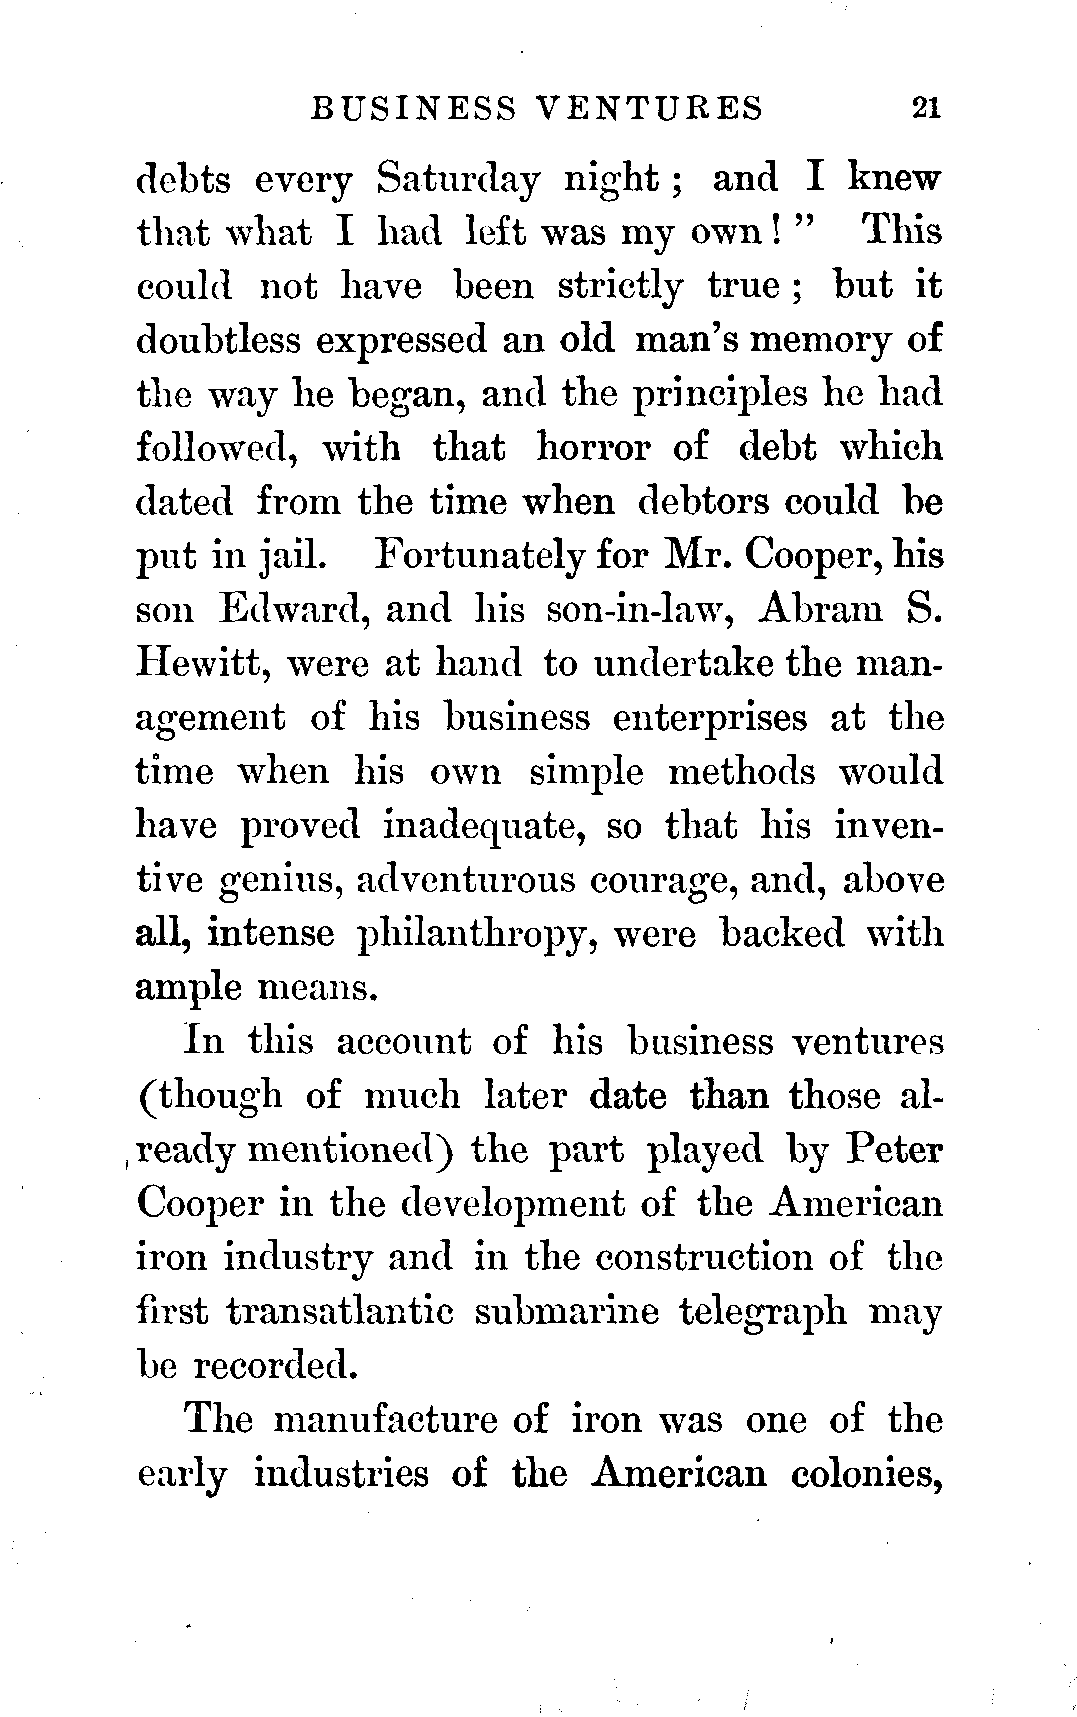 BUSINESS VENTURES 21
debts every Saturday night; and I knew
that what I had left was my own!" This
could not have been strictly true; but it
doubtless expressed an old man's memory of
the way he began, and the principles he had
followed, with that horror of debt which
dated from the time when debtors could be
put in jail. Fortunately for Mr. Cooper, his
son Edward, and his son-in-law, Abram S.
Hewitt, were at hand to undertake the man-
agement of his business enterprises at the
time when his own simple methods would
have proved inadequate, so that his inven-
tive genius, adventurous courage, and, above
all, intense philanthropy, were backed with
ample means.
In this account of his business ventures
(though of much later date than those al-
ready mentioned) the part played by Peter
Cooper in the development of the American
iron industry and in the construction of the
first transatlantic submarine telegraph may
be recorded.
The manufacture of iron was one of the
early industries of the American colonies,